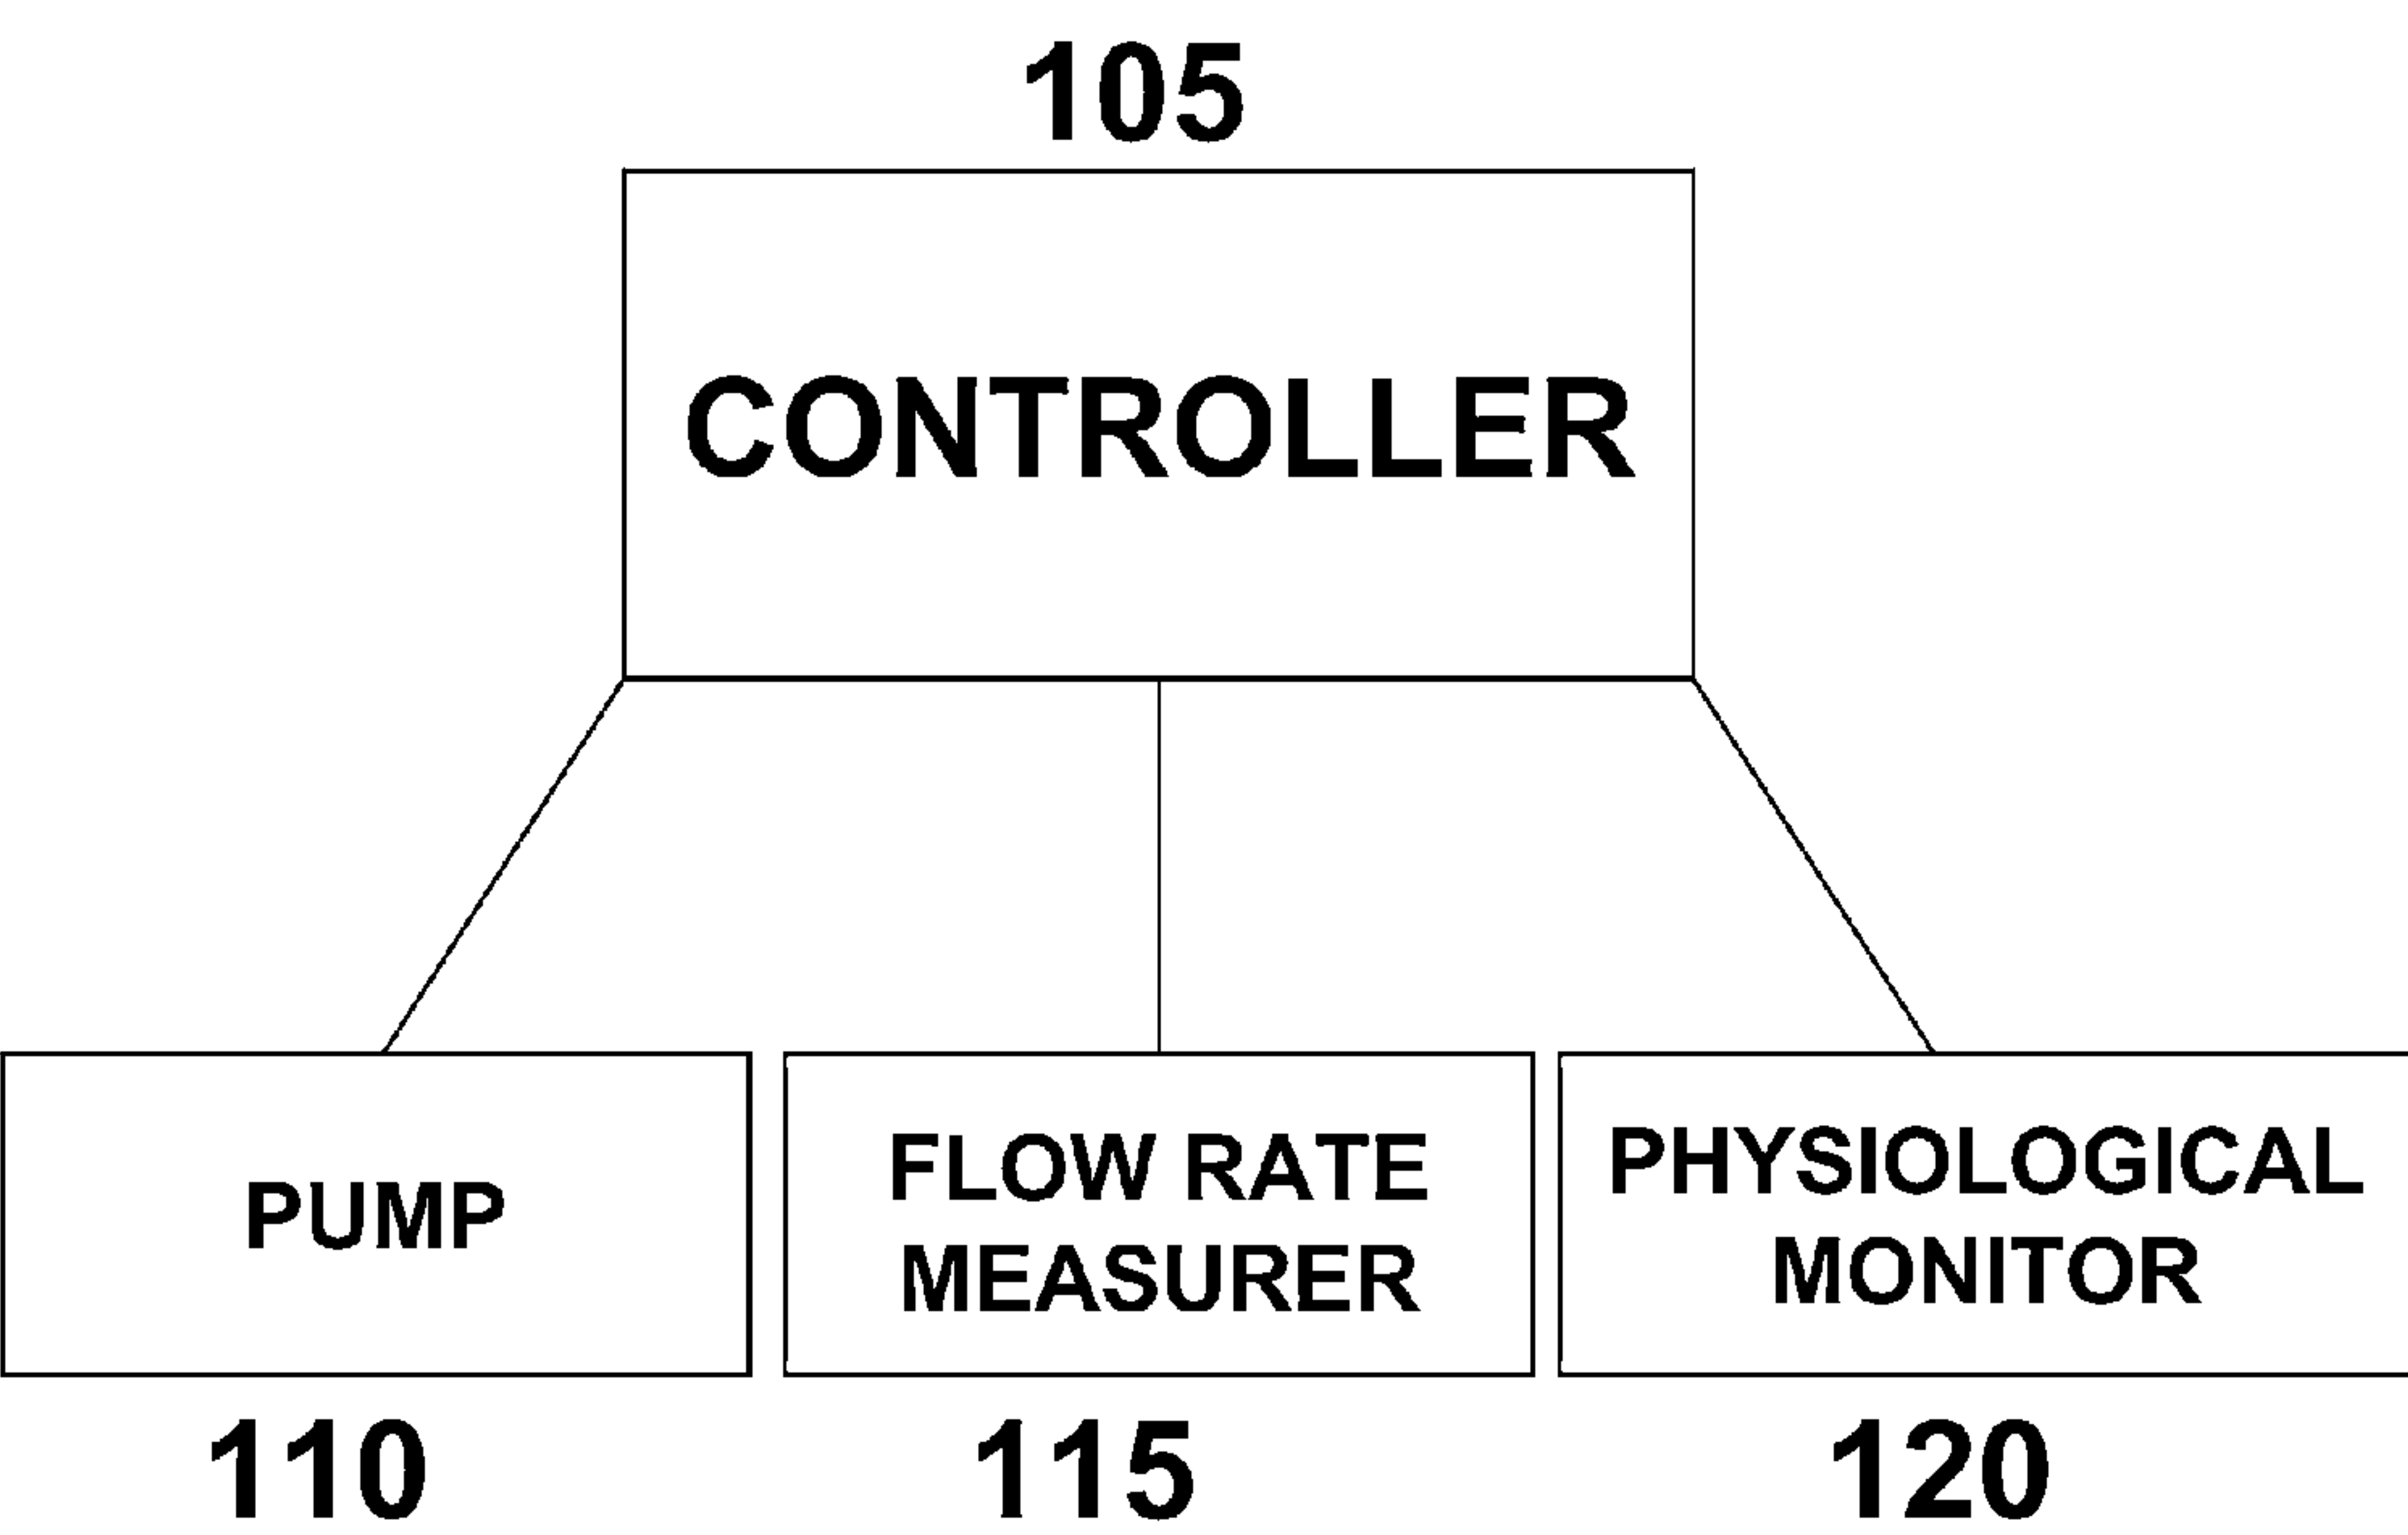 105
CONTROLLER
PUMP
FLOW RATE
MEASURER
PHYSIOLOGICAL
MONITOR
110
115
120